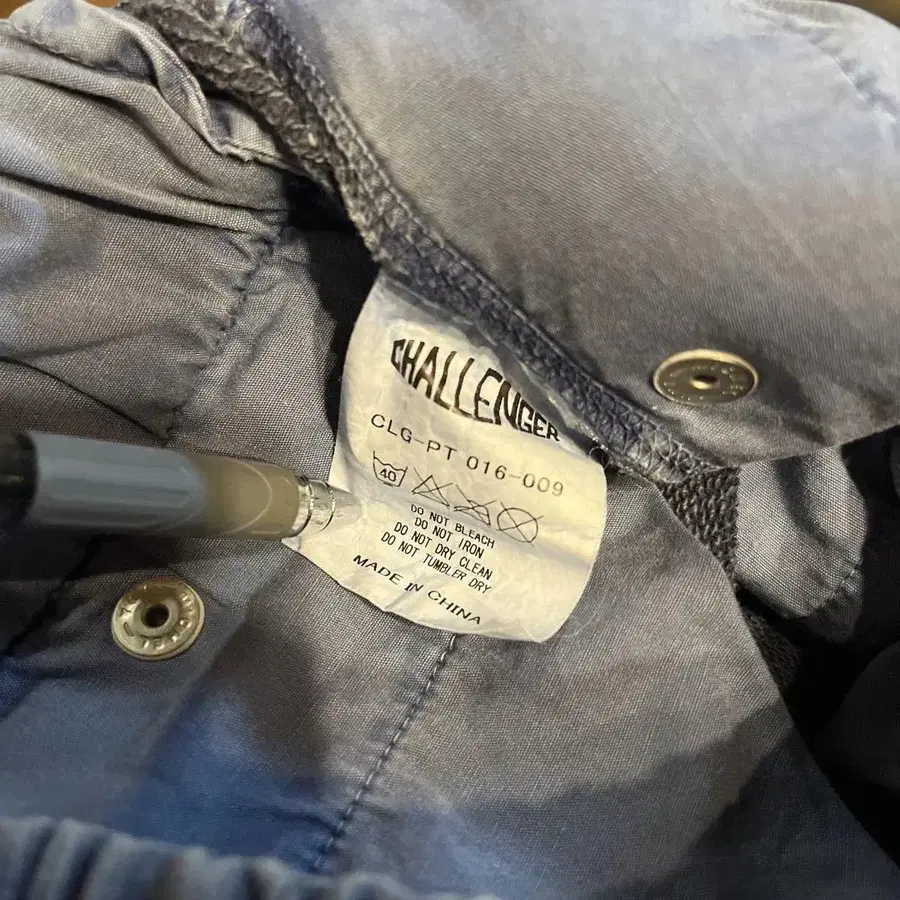 CHALLENGER
CLG-PT 016-009
40
DO NOT BLEACH
DO NOT IRON
DO NOT DRY CLEAN
DO NOT TUMBLER DRY
MADE IN CHINA